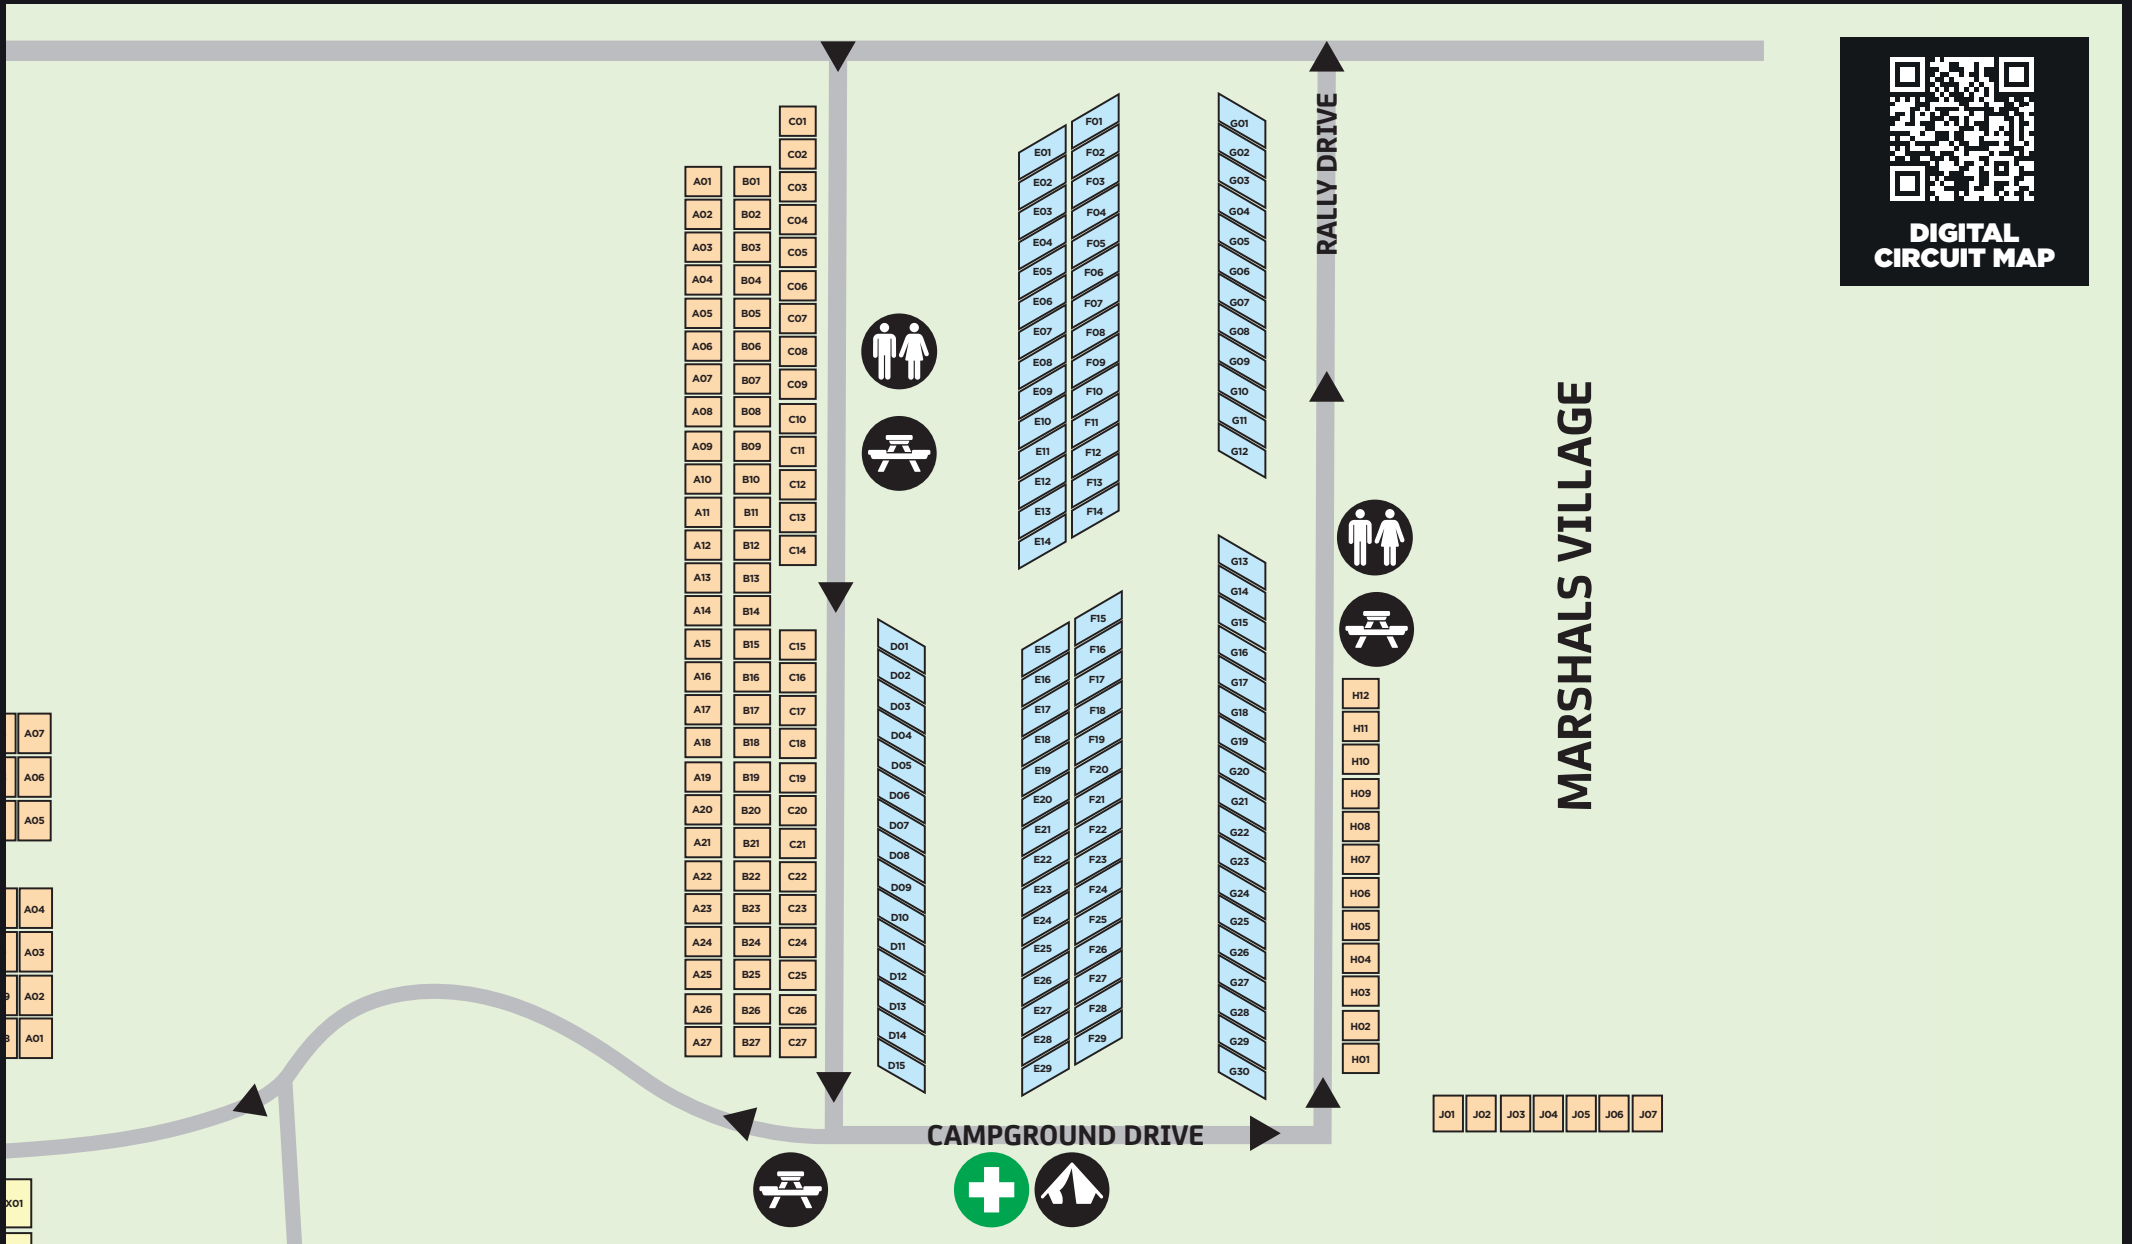 DIGITAL
CIRCUIT MAP
RALLY DRIVE
MARSHALS VILLAGE
CAMPGROUND DRIVE
A01
A02
A03
A04
A05
A06
A07
A08
A09
A10
A11
A12
A13
A14
A15
A16
A17
A18
A19
A20
A21
A22
A23
A24
A25
A26
A27
B01
B02
B03
B04
B05
B06
B07
B08
B09
B10
B11
B12
B13
B14
B15
B16
B17
B18
B19
B20
B21
B22
B23
B24
B25
B26
B27
C01
C02
C03
C04
C05
C06
C07
C08
C09
C10
C11
C12
C13
C14
C15
C16
C17
C18
C19
C20
C21
C22
C23
C24
C25
C26
C27
D01
D02
D03
D04
D05
D06
D07
D08
D09
D10
D11
D12
D13
D14
D15
E01
E02
E03
E04
E05
E06
E07
E08
E09
E10
E11
E12
E13
E14
E15
E16
E17
E18
E19
E20
E21
E22
E23
E24
E25
E26
E27
E28
E29
F01
F02
F03
F04
F05
F06
F07
F08
F09
F10
F11
F12
F13
F14
F15
F16
F17
F18
F19
F20
F21
F22
F23
F24
F25
F26
F27
F28
F29
G01
G02
G03
G04
G05
G06
G07
G08
G09
G10
G11
G12
G13
G14
G15
G16
G17
G18
G19
G20
G21
G22
G23
G24
G25
G26
G27
G28
G29
G30
H12
H11
H10
H09
H08
H07
H06
H05
H04
H03
H02
H01
J01 J02 J03 J04 J05 J06 J07
A07
A06
A05
A04
A03
A02
A01
X01